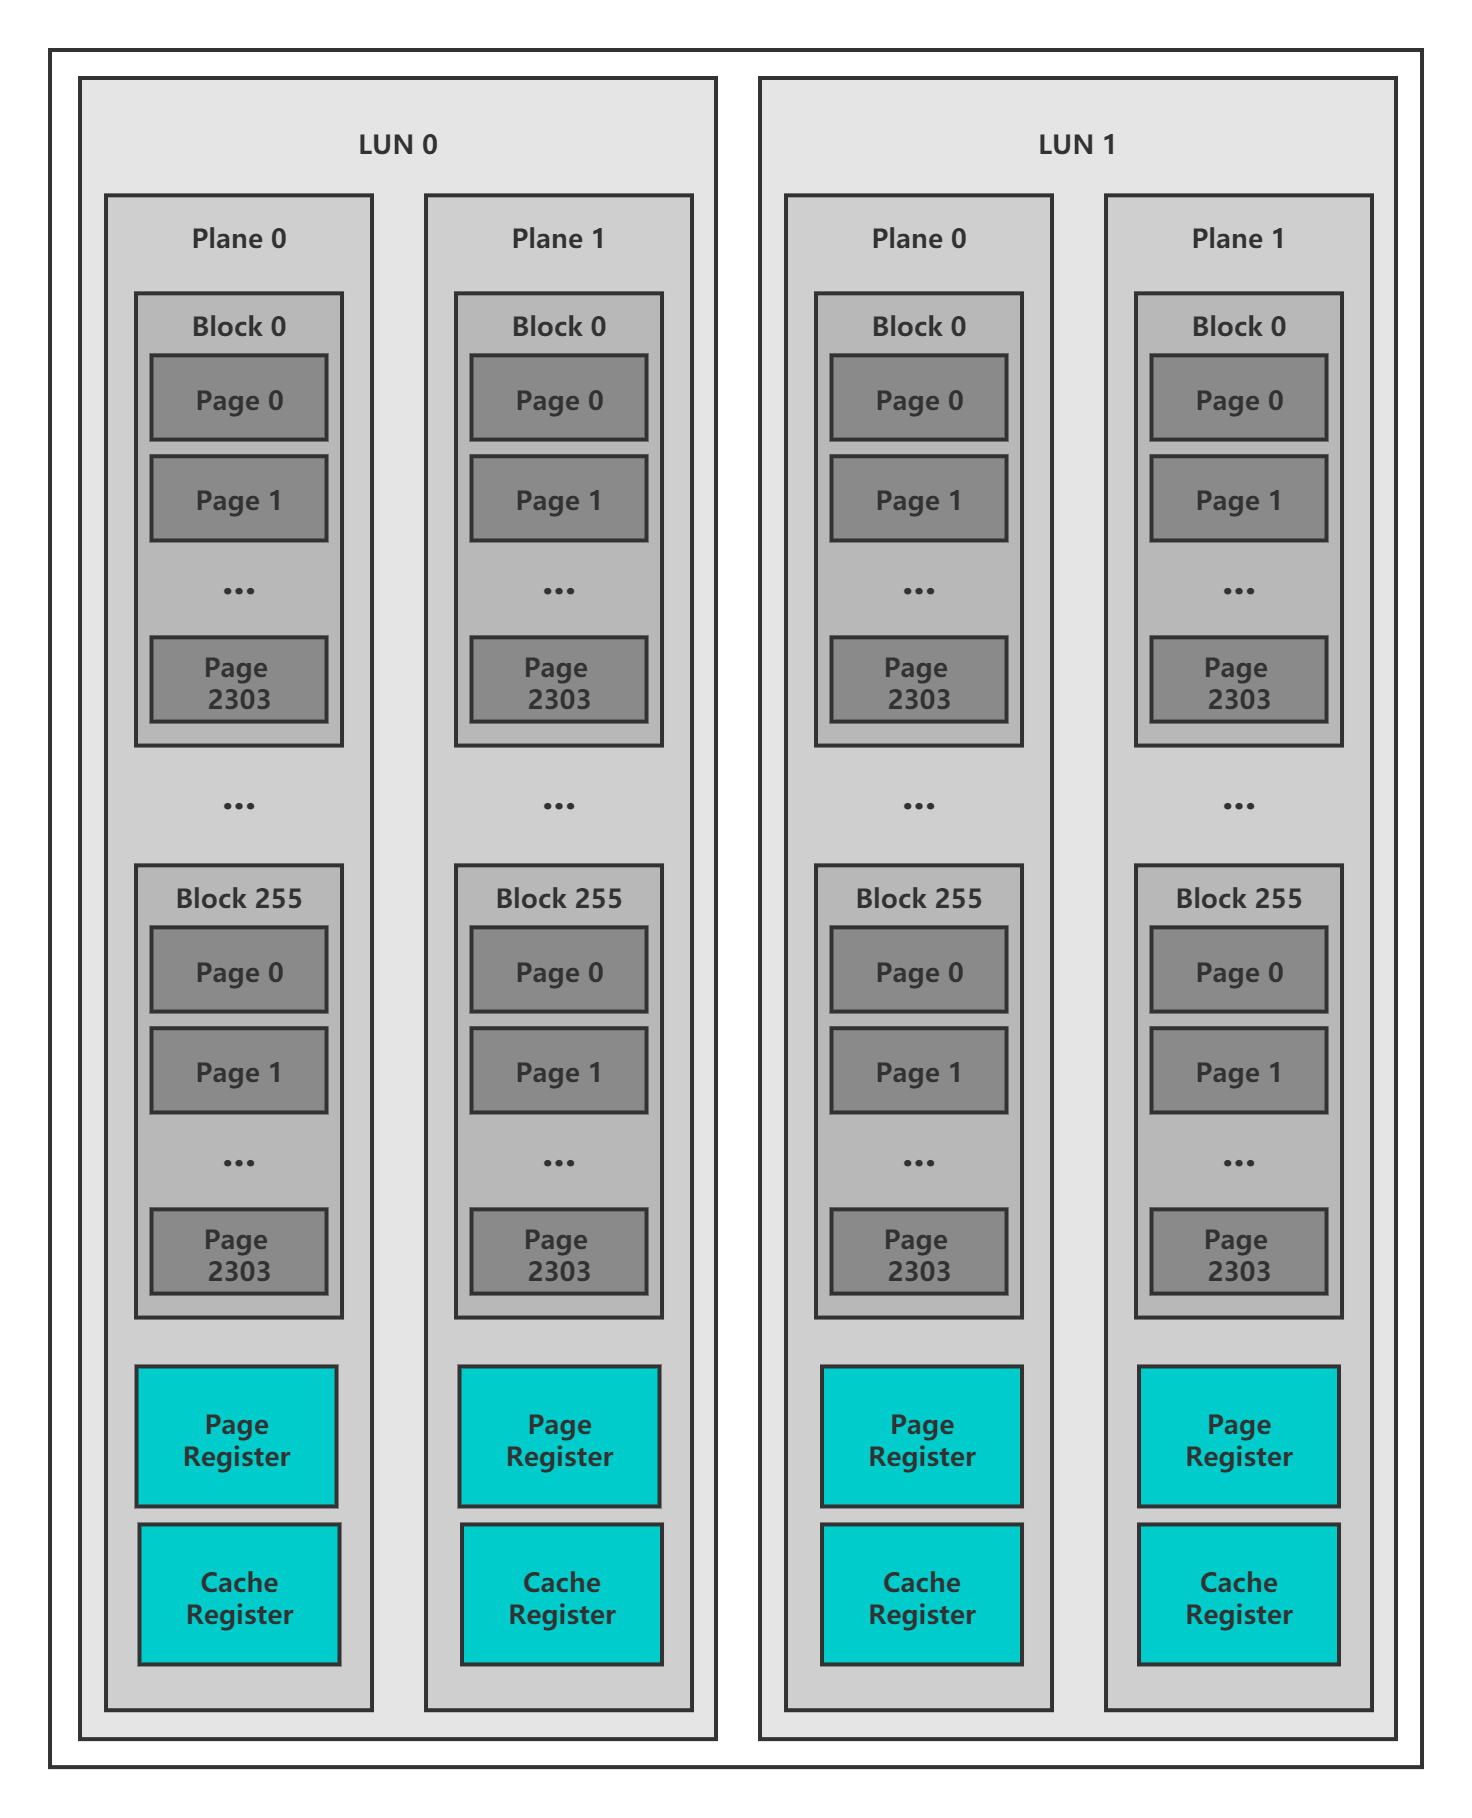 LUN 0
Plane 0
Block 0
Page 0
Page 1
...
Page
2303
...
Block 255
Page 0
Page 1
...
Page
2303
Page
Register
Cache
Register
Plane 1
Block 0
Page 0
Page 1
...
Page
2303
...
Block 255
Page 0
Page 1
...
Page
2303
Page
Register
Cache
Register
LUN 1
Plane 0
Block 0
Page 0
Page 1
...
Page
2303
...
Block 255
Page 0
Page 1
...
Page
2303
Page
Register
Cache
Register
Plane 1
Block 0
Page 0
Page 1
...
Page
2303
...
Block 255
Page 0
Page 1
...
Page
2303
Page
Register
Cache
Register